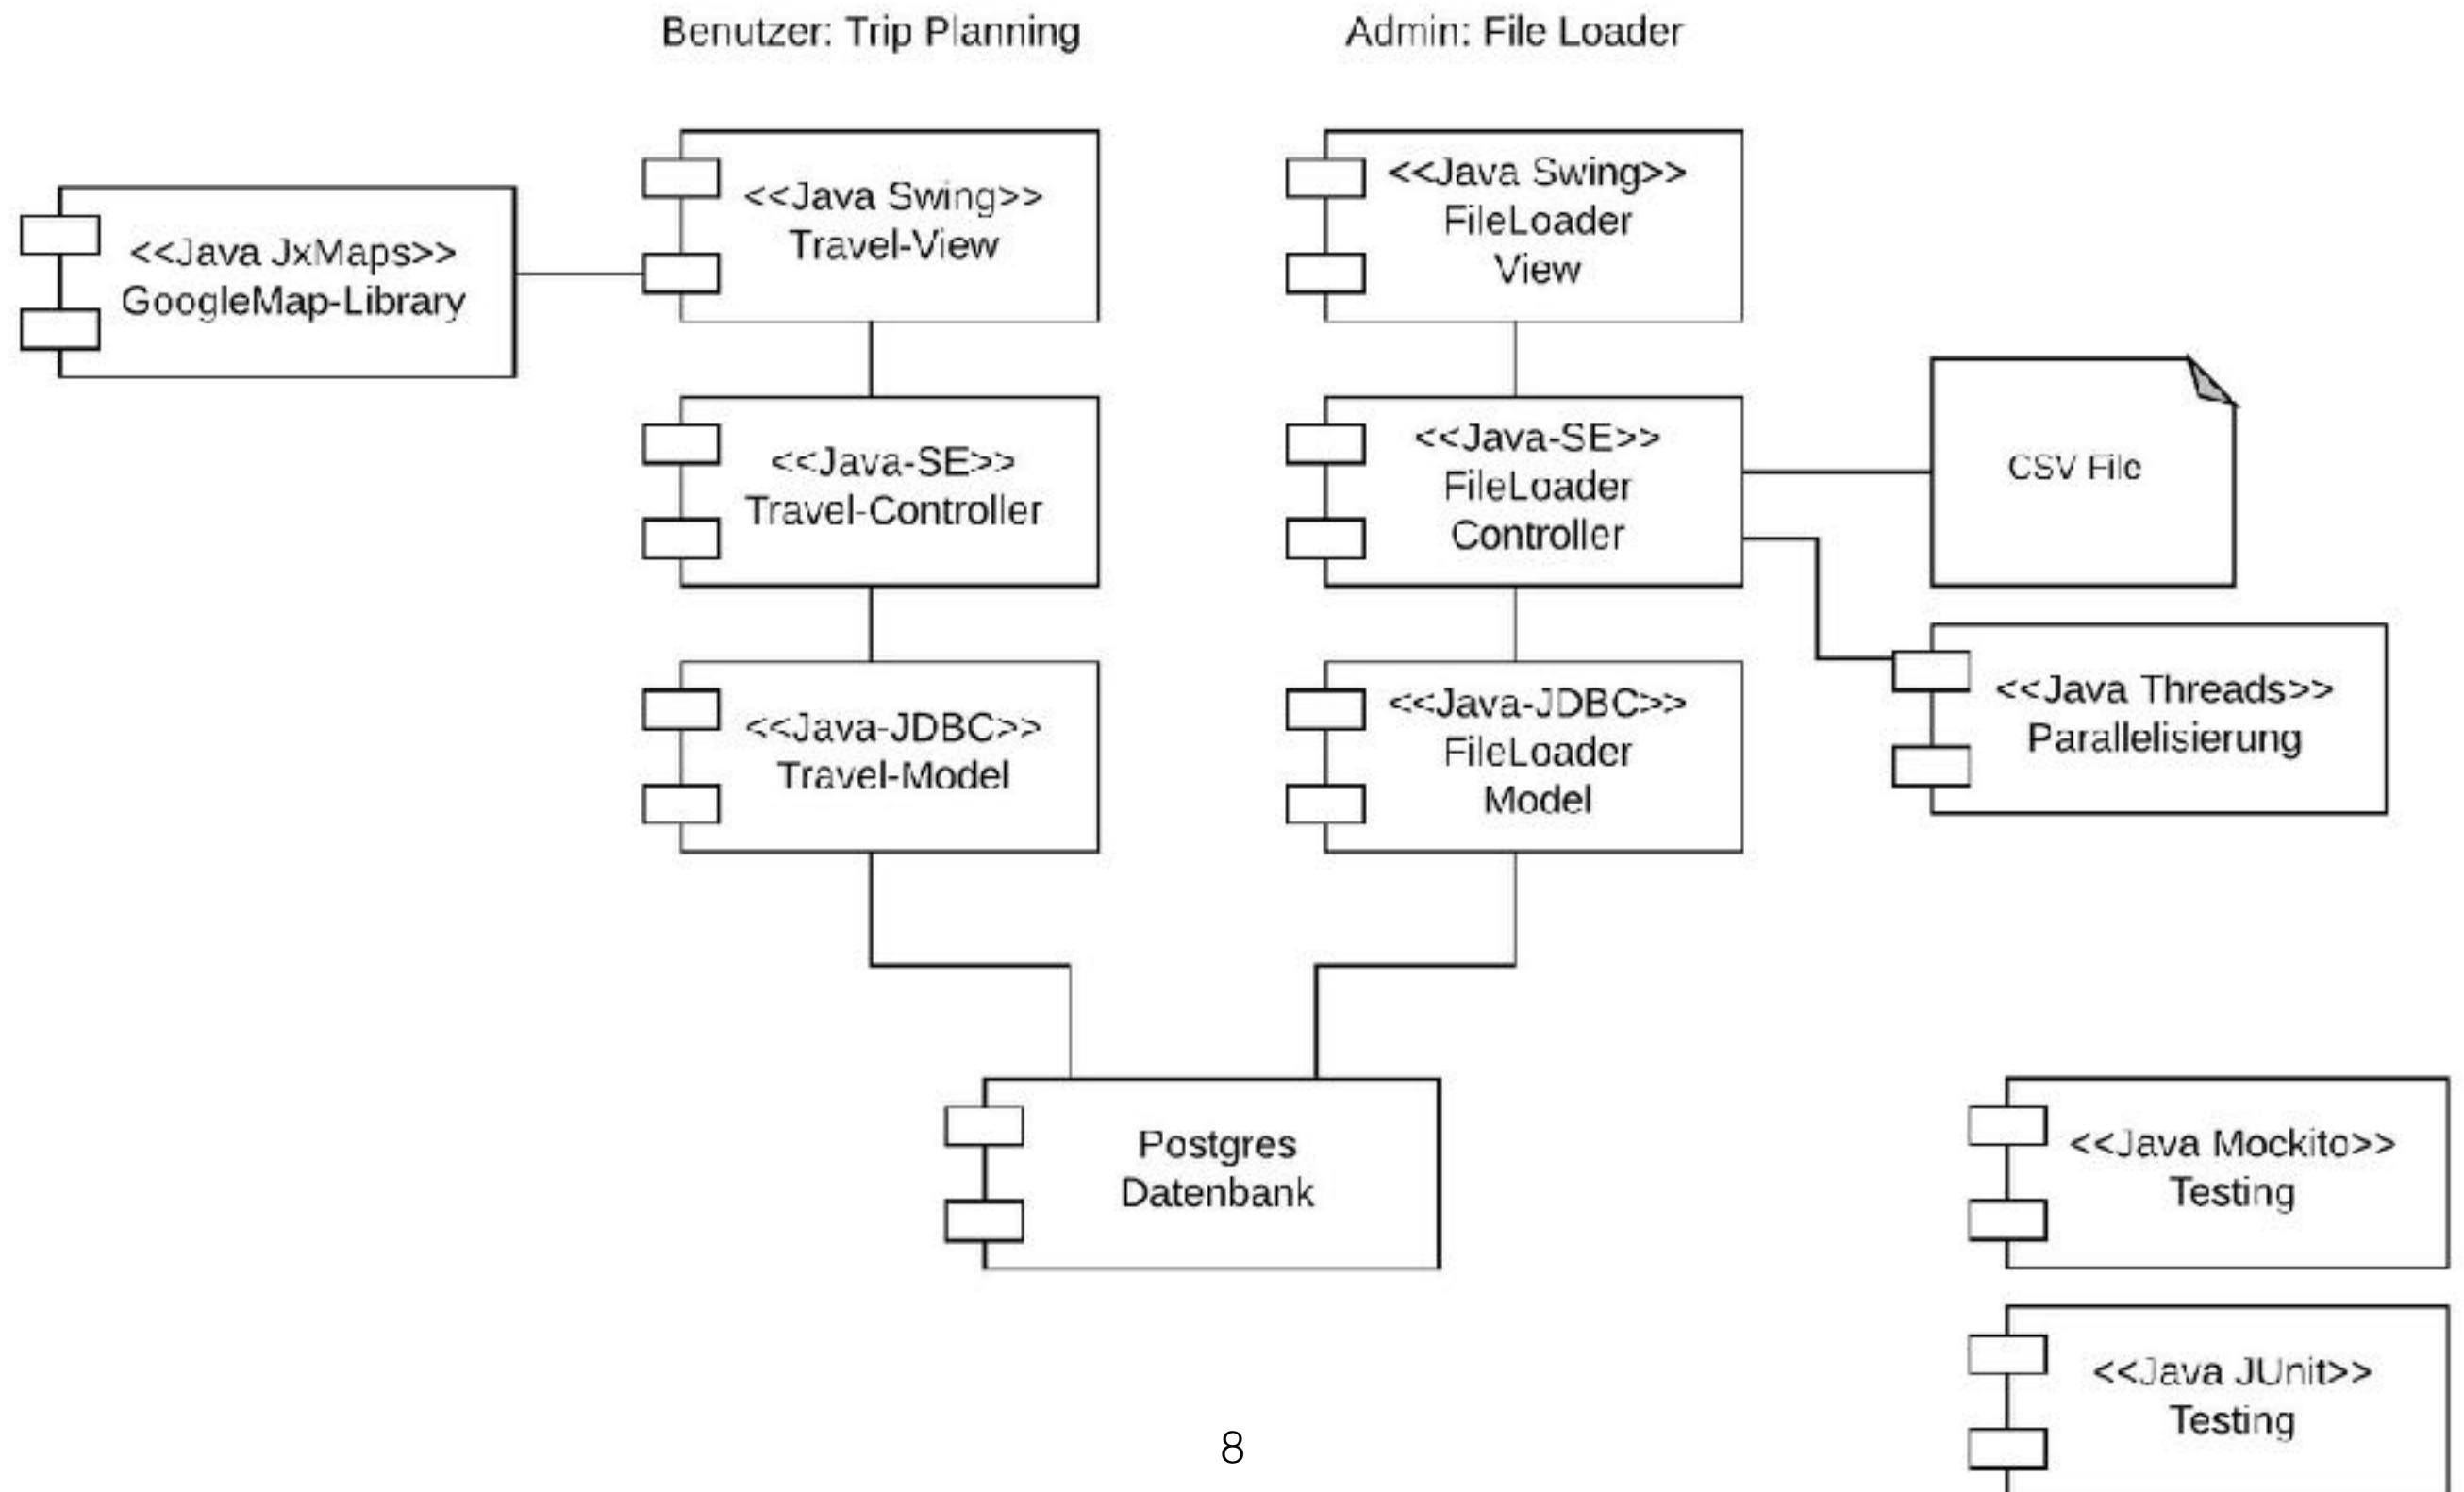 Benutzer: Trip Planning
Admin: File Loader
<<Java JxMaps>>
GoogleMap-Library
<<Java Swing>>
Travel-View
<<Java Swing>>
FileLoader
View
<<Java-SE>>
Travel-Controller
<<Java-SE>>
FileLoader
Controller
CSV File
<<Java-JDBC>>
Travel-Model
<<Java-JDBC>>
FileLoader
Model
<<Java Threads>>
Parallelisierung
Postgres
Datenbank
<<Java Mockito>>
Testing
<<Java JUnit>>
Testing
8